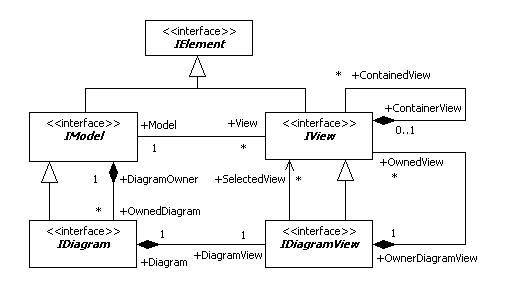 <<interface>>
IElement
* +ContainedView
<<interface>>
IModel
+Model
+View
1
*
<<interface>>
IView
+ContainerView
0..1
1
+DiagramOwner
*
+OwnedDiagram
+SelectedView
*
+OwnedView
*
<<interface>>
IDiagram
1
+Diagram
1
+DiagramView
<<interface>>
IDiagramView
1
+OwnerDiagramView